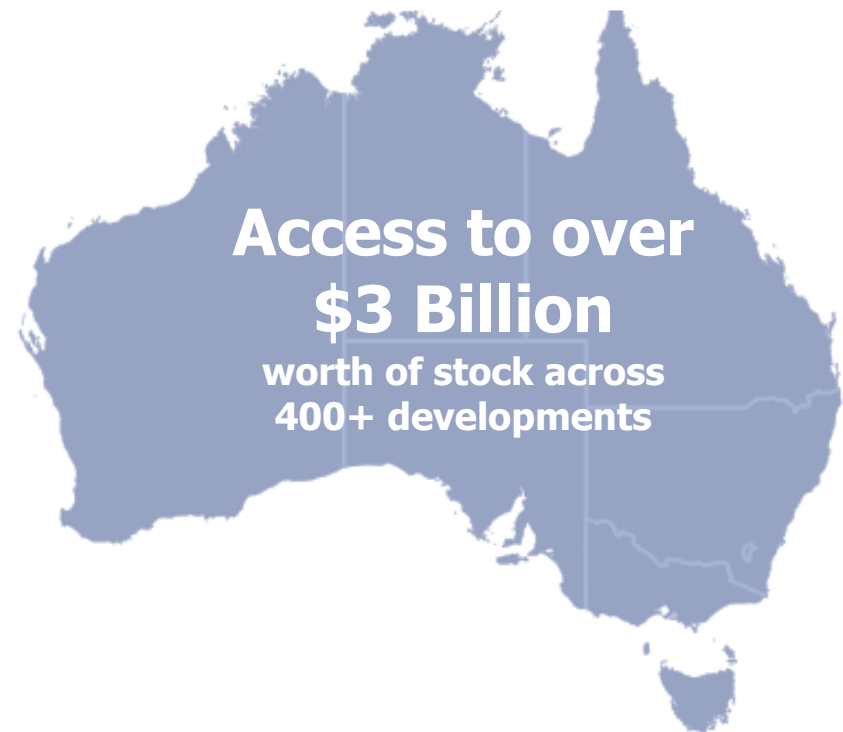 Access to over
$3 Billion
worth of stock across
400+ developments